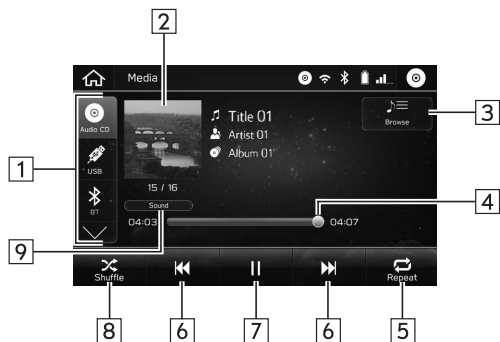 2
Media
Title 01
Artist 01
Album 01
Browse
3
Audio CD
USB
BT
1
15 / 16
Sound
04:03
04:07
4
9
Shuffle
Repeat
8
6
7
6
5